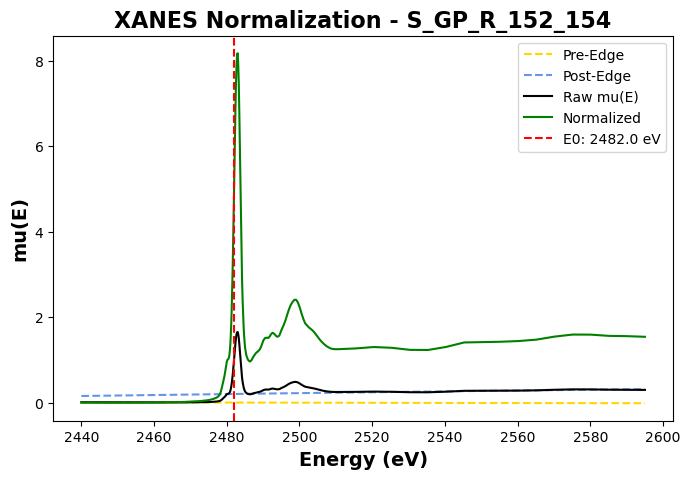 XANES Normalization - S_GP_R_152_154
Pre-Edge
Post-Edge
Raw mu(E)
Normalized
E0: 2482.0 eV
mu(E)
8
6
4
2
0
2440 2460 2480 2500 2520 2540 2560 2580 2600
Energy (eV)